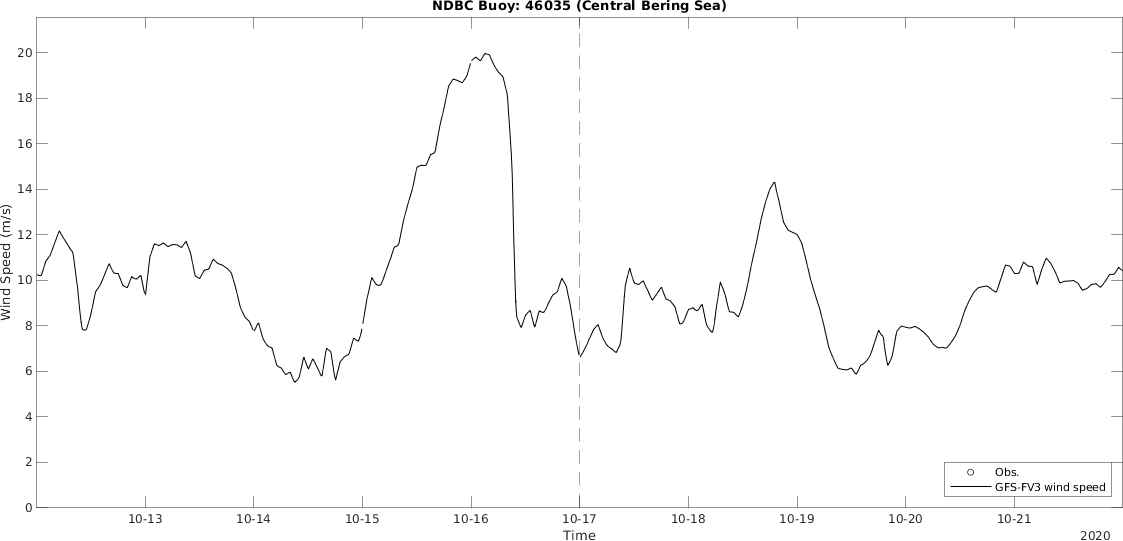 NDBC Buoy: 46035 (Central Bering Sea)
Wind Speed (m/s)
20
18
16
14
12
10
8
6
4
2
0
Obs.
GFS-FV3 wind speed
10-13 10-14 10-15 10-16 10-17 10-18 10-19 10-20 10-21
Time
2020